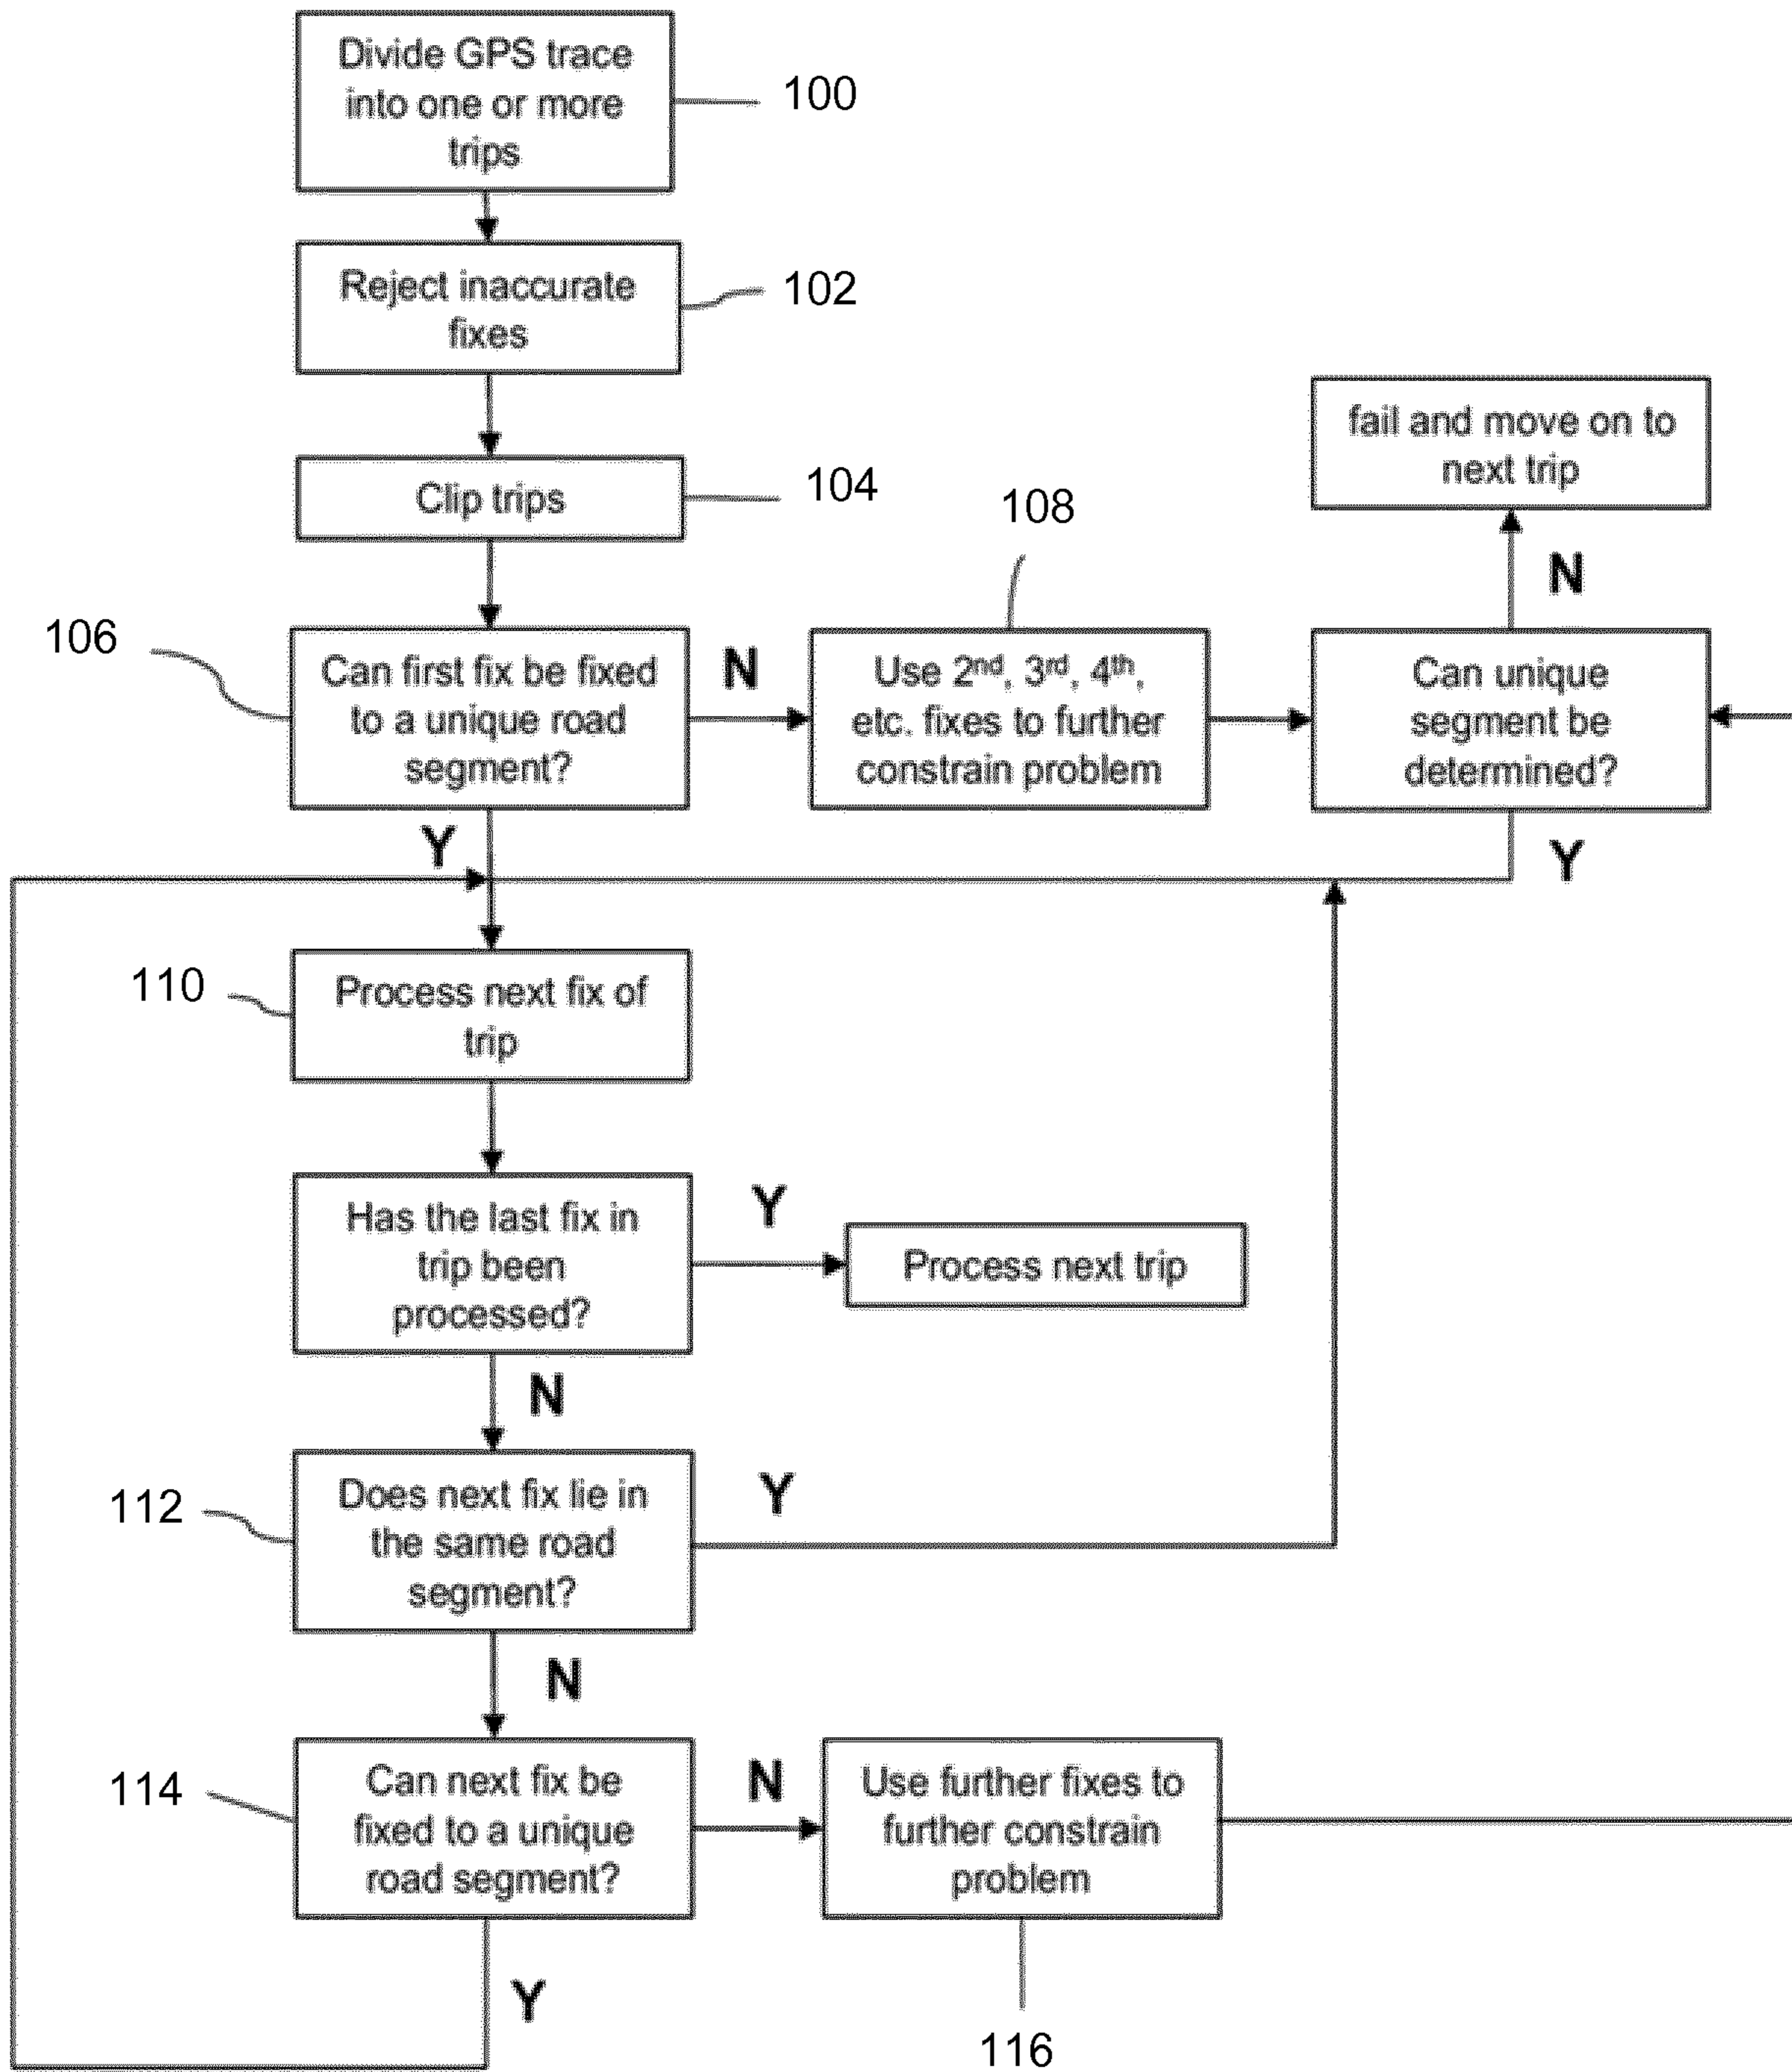 Divide GPS trace
into one or more
trips
100
Reject inaccurate
fixes
102
Clip trips
104
fail and move on to
next trip
N
106
Can first fix be fixed
to a unique road
segment?
N
108
Use 2nd, 3rd, 4th,
etc. fixes to further
constrain problem
Can unique
segment be
determined?
Y
Y
110
Process next fix of
trip
Has the last fix in
trip been
processed?
Y
Process next trip
N
112
Does next fix lie in
the same road
segment?
Y
N
114
Can next fix be
fixed to a unique
road segment?
N
Use further fixes to
further constrain
problem
Y
116